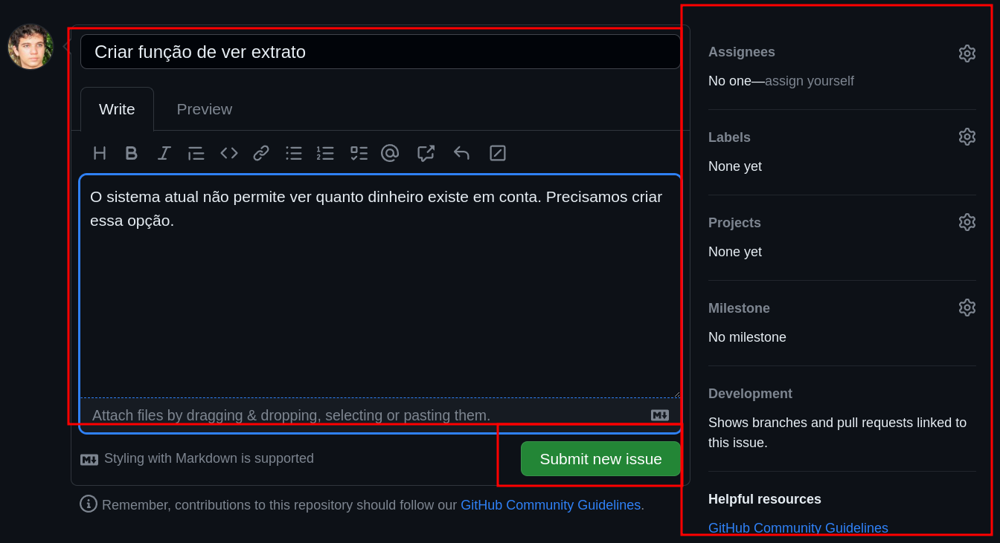 Criar função de ver extrato
Write
Preview
O sistema atual não permite ver quanto dinheiro existe em conta. Precisamos criar
essa opção.
Attach files by dragging & dropping, selecting or pasting them.
Styling with Markdown is supported
Submit new issue
Remember, contributions to this repository should follow our GitHub Community Guidelines.
Assignees
No one—assign yourself
Labels
None yet
Projects
None yet
Milestone
No milestone
Development
Shows branches and pull requests linked to
this issue.
Helpful resources
GitHub Community Guidelines